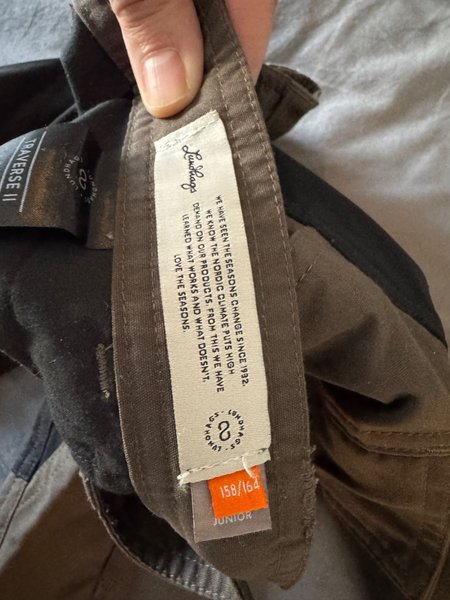 Lundhags
WE HAVE SEEN THE SEASONS CHANGE SINCE 1932.
WE KNOW THE NORDIC CLIMATE PUTS HIGH
DEMAND ON OUR PRODUCTS. FROM THIS WE HAVE
LEARNED WHAT WORKS AND WHAT DOESN'T.
LOVE THE SEASONS.
LUNDHAGS
158/164
JUNIOR
TRAVERSE II
LUNDHAGS